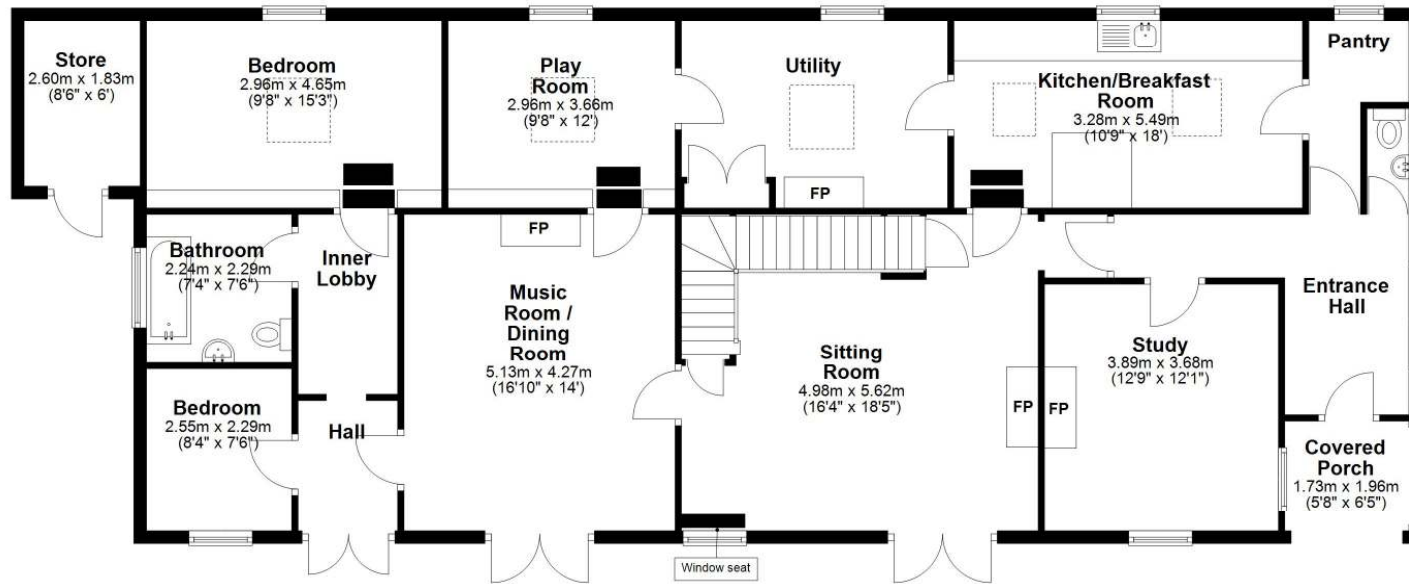 Store
2.60m x 1.83m
(8'6" x 6')
Bedroom
2.96m x 4.65m
(9'8" x 15'3")
Play
Room
2.96m x 3.66m
(9'8" x 12')
Utility
FP
Kitchen/Breakfast
Room
3.28m x 5.49m
(10'9" x 18')
Pantry
Bathroom
2.24m x 2.29m
(7'4" x 7'6")
Inner
Lobby
FP
Music
Room /
Dining
Room
5.13m x 4.27m
(16'10" x 14')
Sitting
Room
4.98m x 5.62m
(16'4" x 18'5")
FP
FP
Study
3.89m x 3.68m
(12'9" x 12'1")
Entrance
Hall
Bedroom
2.55m x 2.29m
(8'4" x 7'6")
Hall
Covered
Porch
1.73m x 1.96m
(5'8" x 6'5")
Window seat